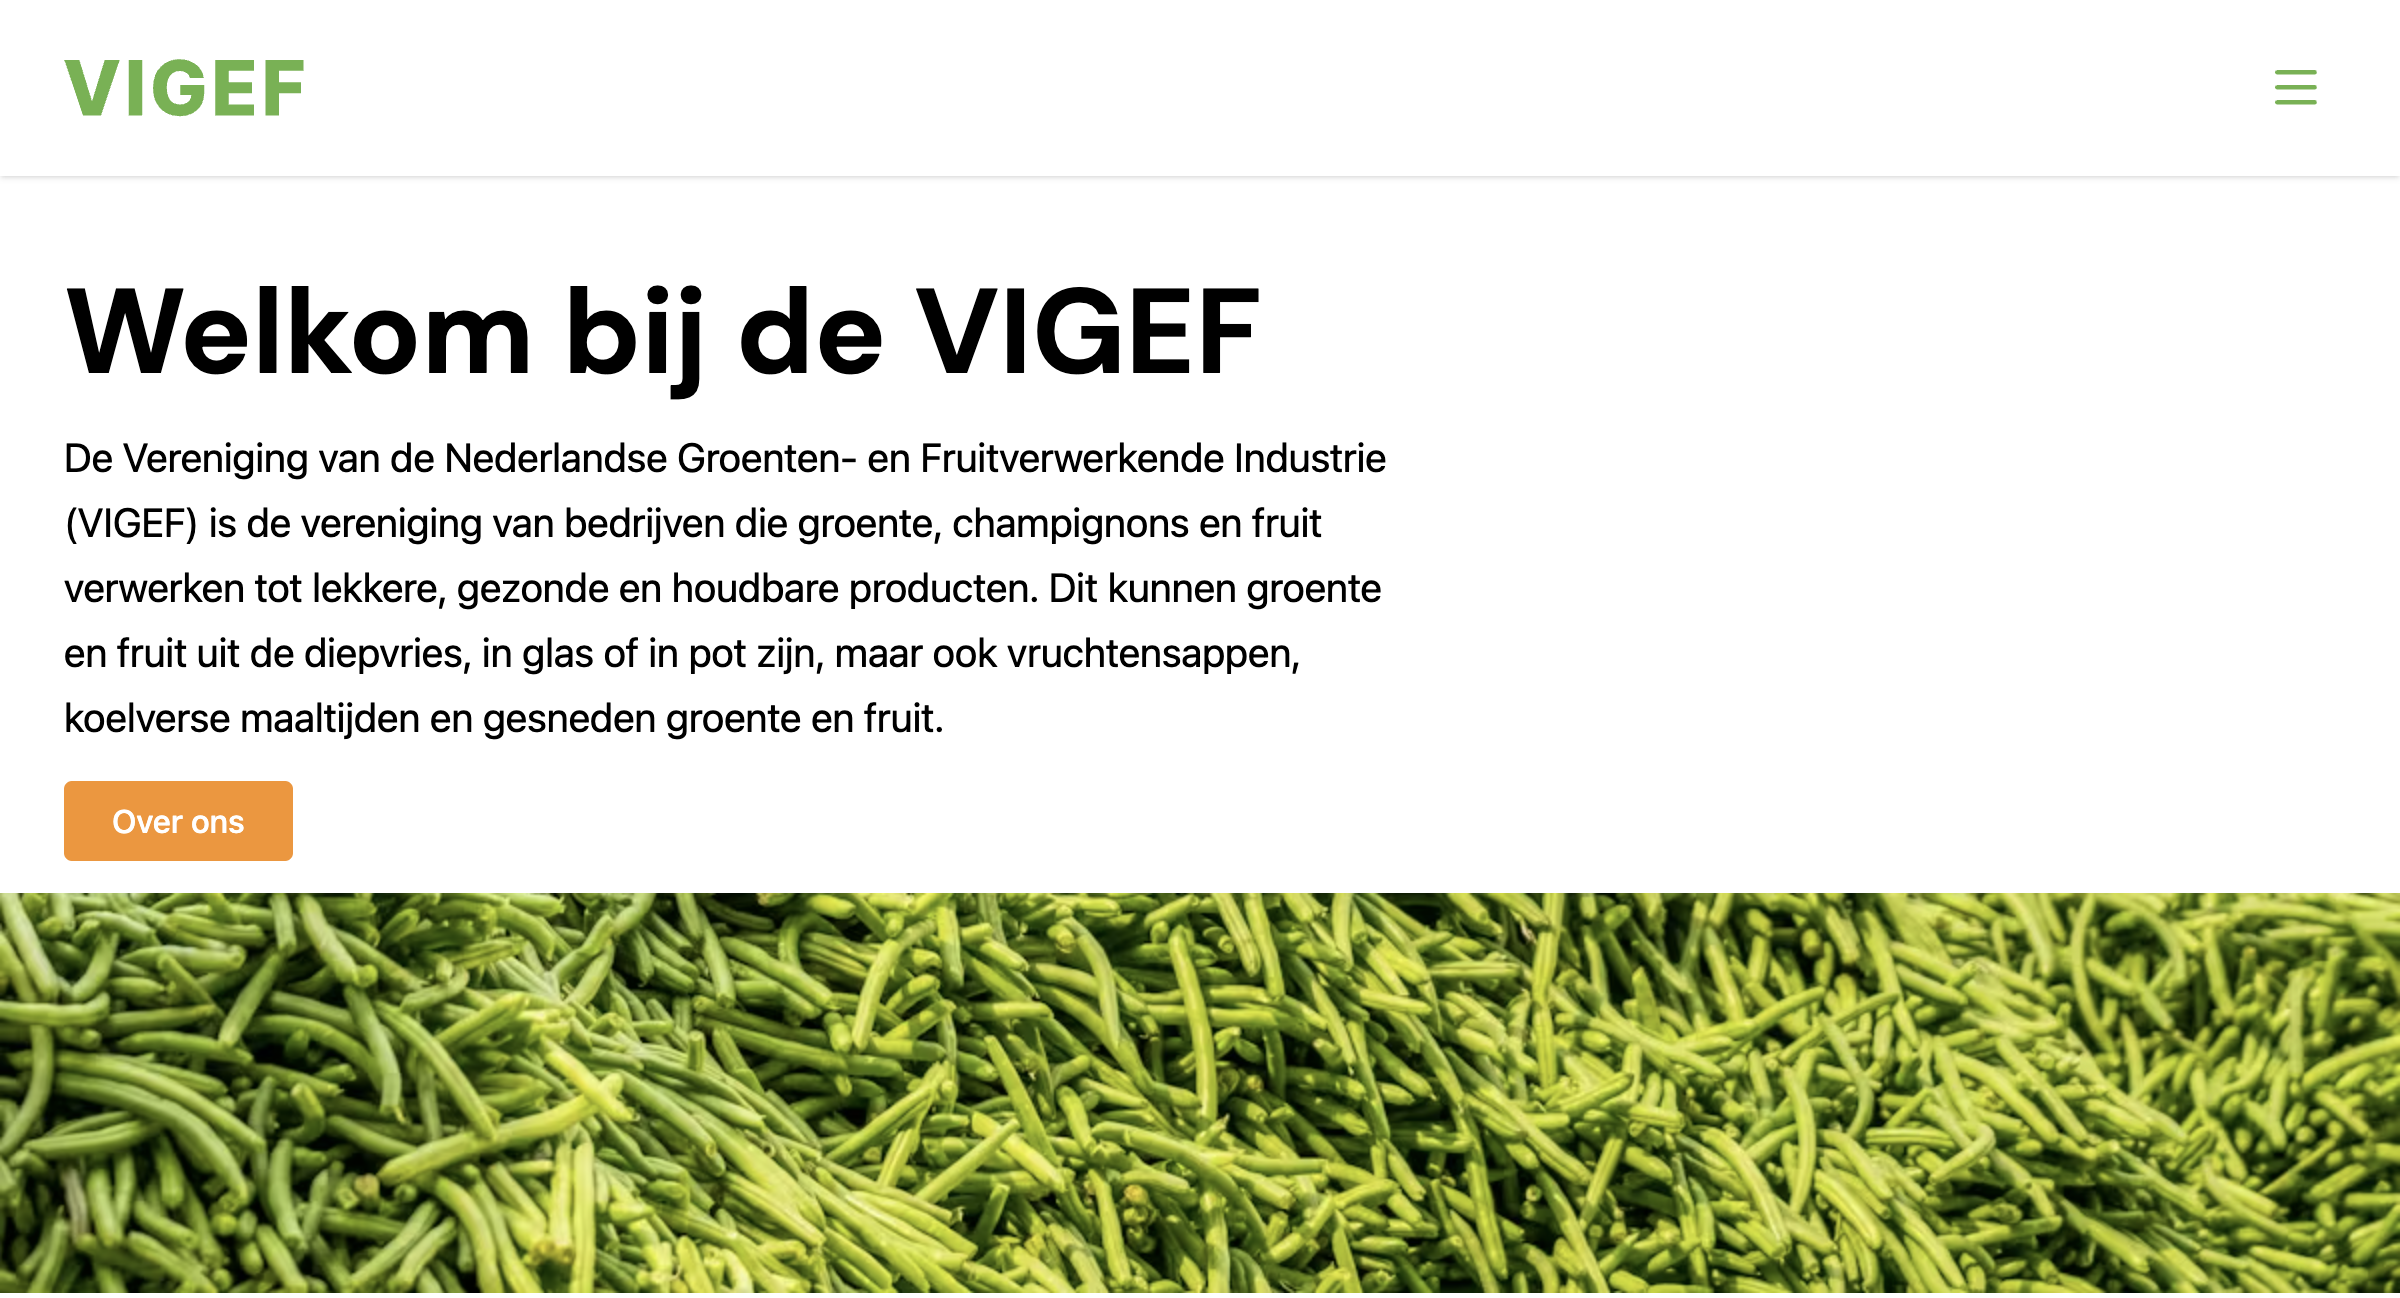 VIGEF
Welkom bij de VIGEF
De Vereniging van de Nederlandse Groenten- en Fruitverwerkende Industrie
(VIGEF) is de vereniging van bedrijven die groente, champignons en fruit
verwerken tot lekkere, gezonde en houdbare producten. Dit kunnen groente
en fruit uit de diepvries, in glas of in pot zijn, maar ook vruchtensappen,
koelverse maaltijden en gesneden groente en fruit.
Over ons